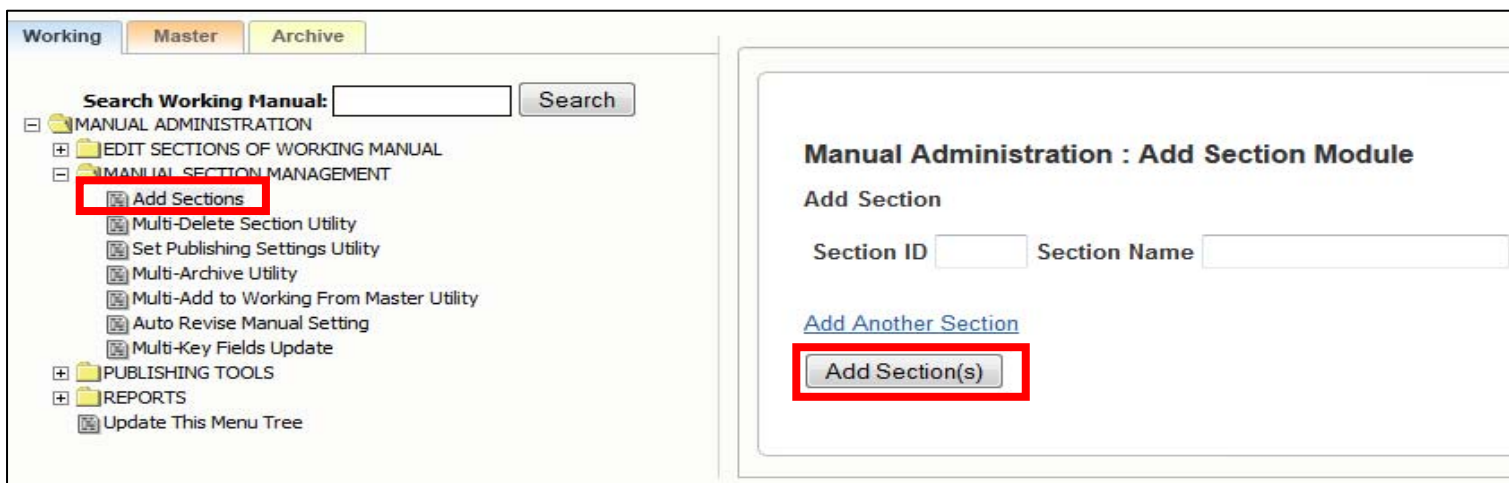 Working Master Archive
Search Working Manual: Search
MANUAL ADMINISTRATION
EDIT SECTIONS OF WORKING MANUAL
MANUAL SECTION MANAGEMENT
Add Sections
Multi-Delete Section Utility
Set Publishing Settings Utility
Multi-Archive Utility
Multi-Add to Working From Master Utility
Auto Revise Manual Setting
Multi-Key Fields Update
PUBLISHING TOOLS
REPORTS
Update This Menu Tree
Manual Administration : Add Section Module
Add Section
Section ID Section Name
Add Another Section
Add Section(s)